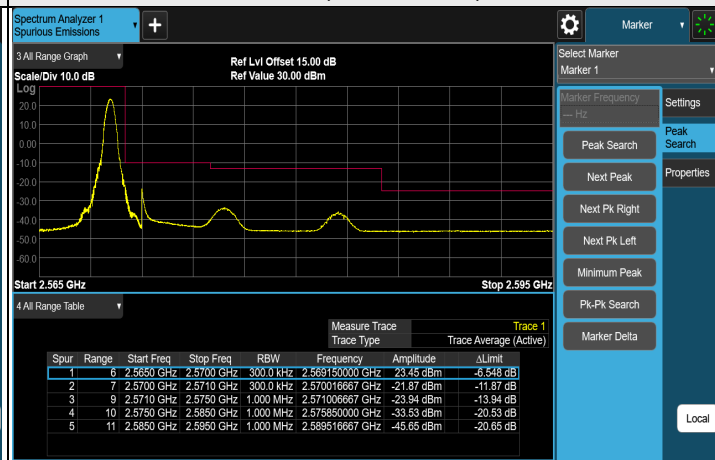 Spectrum Analyzer 1
Spurious Emissions
+
Marker
3 All Range Graph
Ref Lvl Offset 15.00 dB
Scale/Div 10.0 dB
Ref Value 30.00 dBm
Log
20.0
10.0
0.00
-10.0
-20.0
-30.0
-40.0
-50.0
-60.0
Start 2.565 GHz
Stop 2.595 GHz
Select Marker
Marker 1
Marker Frequency
--- Hz
Peak Search
Next Peak
Next Pk Right
Next Pk Left
Minimum Peak
Pk-Pk Search
Marker Delta
Settings
Peak
Search
Properties
Local
4 All Range Table
Measure Trace Trace 1
Trace Type Trace Average (Active)
Spur Range Start Freq Stop Freq RBW Frequency Amplitude ΔLimit
1 6 2.5650 GHz 2.5700 GHz 300.0 kHz 2.569150000 GHz 23.45 dBm -6.548 dB
2 7 2.5700 GHz 2.5710 GHz 300.0 kHz 2.570016667 GHz -21.87 dBm -11.87 dB
3 9 2.5710 GHz 2.5750 GHz 1.000 MHz 2.571006667 GHz -23.94 dBm -13.94 dB
4 10 2.5750 GHz 2.5850 GHz 1.000 MHz 2.575850000 GHz -33.53 dBm -20.53 dB
5 11 2.5850 GHz 2.5950 GHz 1.000 MHz 2.589516667 GHz -45.65 dBm -20.65 dB